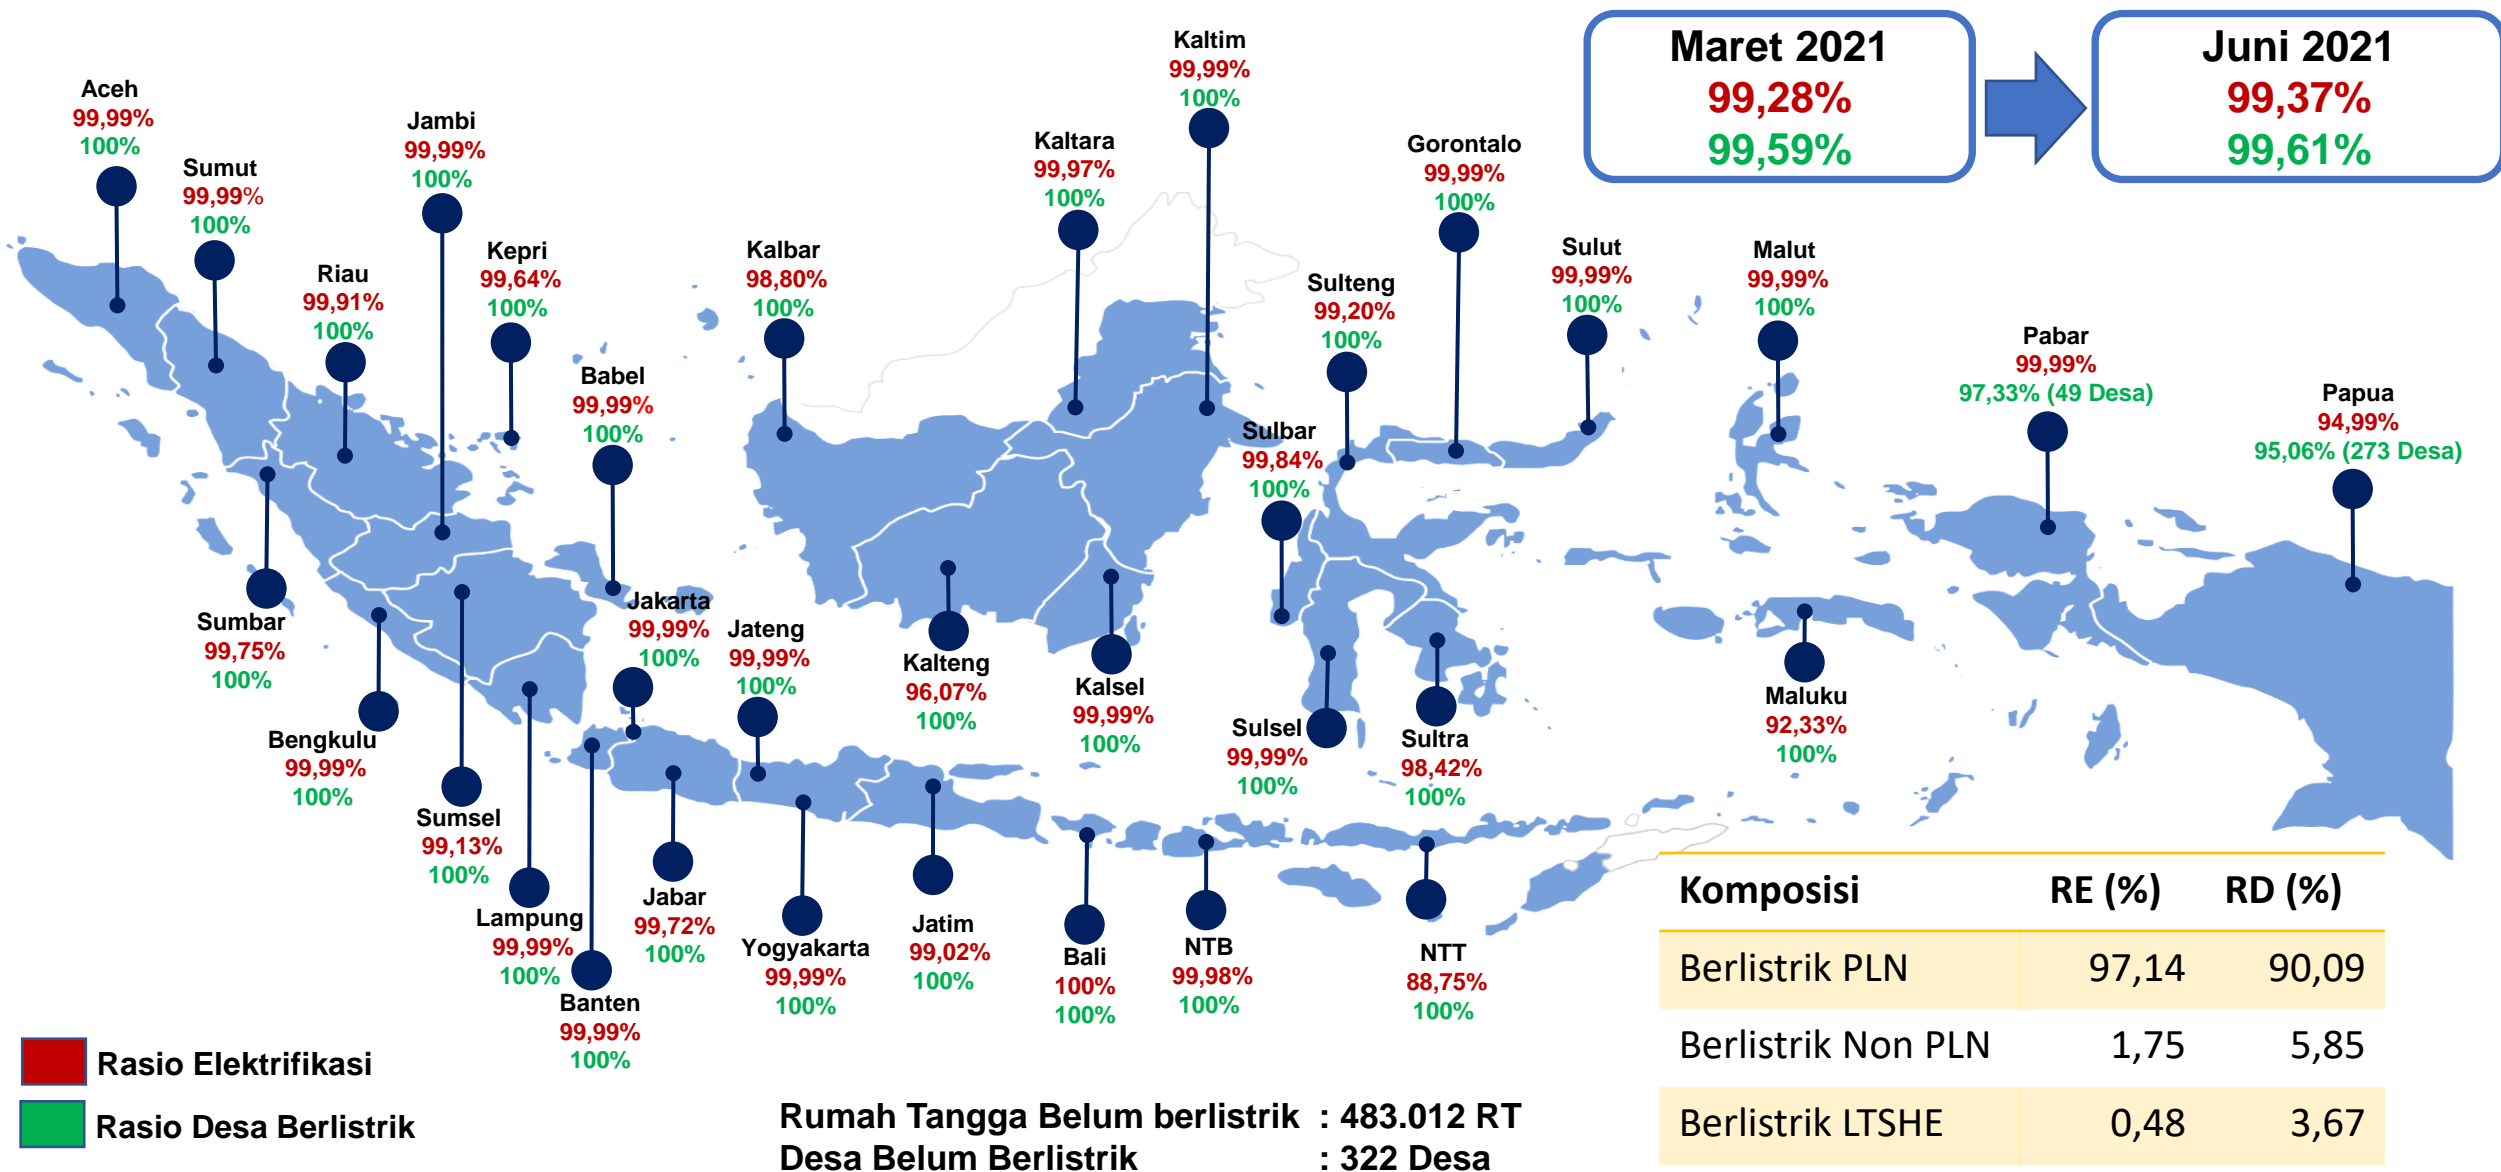 Maret 2021
99,28%
99,59%
Juni 2021
99,37%
99,61%
Aceh
99,99%
100%
Sumut
99,99%
100%
Riau
99,91%
100%
Jambi
99,99%
100%
Kepri
99,64%
100%
Babel
99,99%
100%
Kalbar
98,80%
100%
Kaltara
99,97%
100%
Kaltim
99,99%
100%
Gorontalo
99,99%
100%
Sulteng
99,20%
100%
Sulbar
99,84%
100%
Sulut
99,99%
100%
Malut
99,99%
100%
Pabar
99,99%
97,33% (49 Desa)
Papua
94,99%
95,06% (273 Desa)
Sumbar
99,75%
100%
Bengkulu
99,99%
100%
Sumsel
99,13%
100%
Lampung
99,99%
100%
Banten
99,99%
100%
Jakarta
99,99%
100%
Jateng
99,99%
100%
Jabar
99,72%
100%
Yogyakarta
99,99%
100%
Jatim
99,02%
100%
Kalteng
96,07%
100%
Kalsel
99,99%
100%
Bali
100%
100%
NTB
99,98%
100%
Sulsel
99,99%
100%
Sultra
98,42%
100%
NTT
88,75%
100%
Maluku
92,33%
100%
Komposisi RE (%) RD (%)
Berlistrik PLN 97,14 90,09
Berlistrik Non PLN 1,75 5,85
Berlistrik LTSHE 0,48 3,67
Rasio Elektrifikasi
Rasio Desa Berlistrik
Rumah Tangga Belum berlistrik : 483.012 RT
Desa Belum Berlistrik : 322 Desa